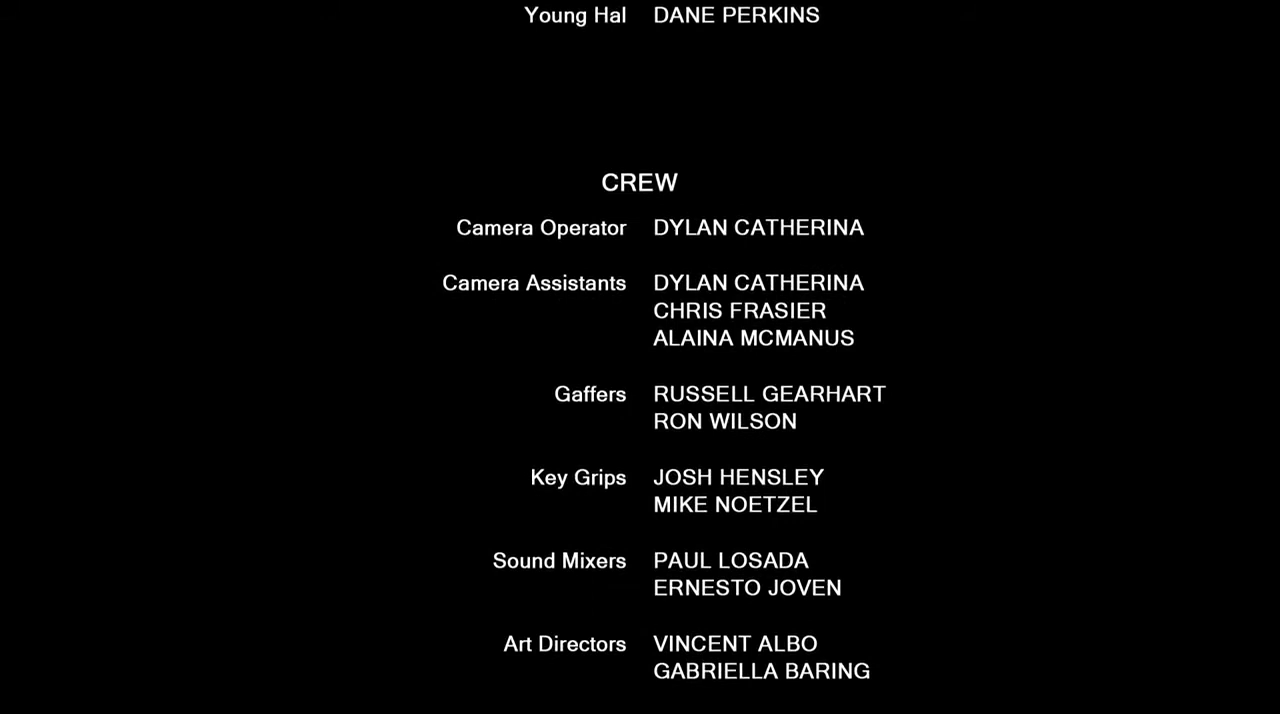 Young Hal DANE PERKINS
CREW
Camera Operator DYLAN CATHERINA
Camera Assistants DYLAN CATHERINA
CHRIS FRASIER
ALAINA MCMANUS
Gaffers RUSSELL GEARHART
RON WILSON
Key Grips JOSH HENSLEY
MIKE NOETZEL
Sound Mixers PAUL LOSADA
ERNESTO JOVEN
Art Directors VINCENT ALBO
GABRIELLA BARING